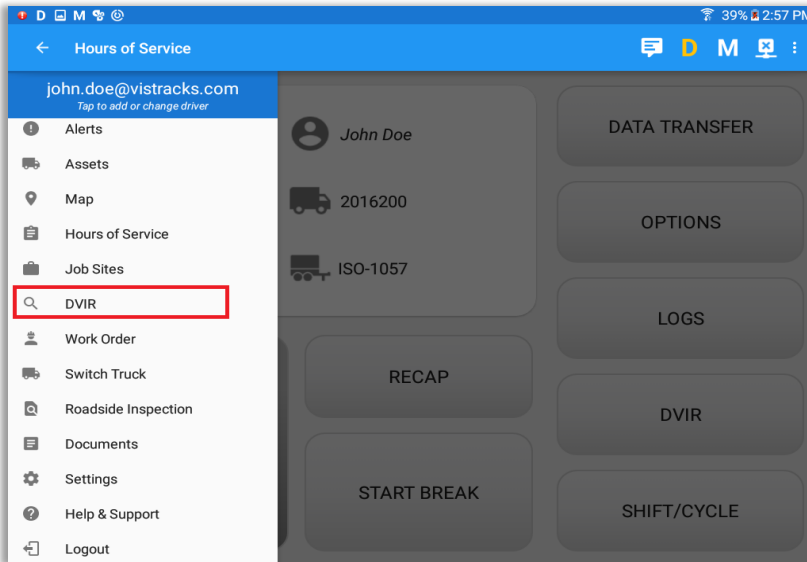 D M 39% 2:57 PM
Hours of Service D M
john.doe@vistracks.com
Tap to add or change driver
Alerts
Assets
Map
Hours of Service
Job Sites
DVIR
Work Order
Switch Truck
Roadside Inspection
Documents
Settings
Help & Support
Logout
John Doe
2016200
ISO-1057
RECAP
START BREAK
DATA TRANSFER
OPTIONS
LOGS
DVIR
SHIFT/CYCLE